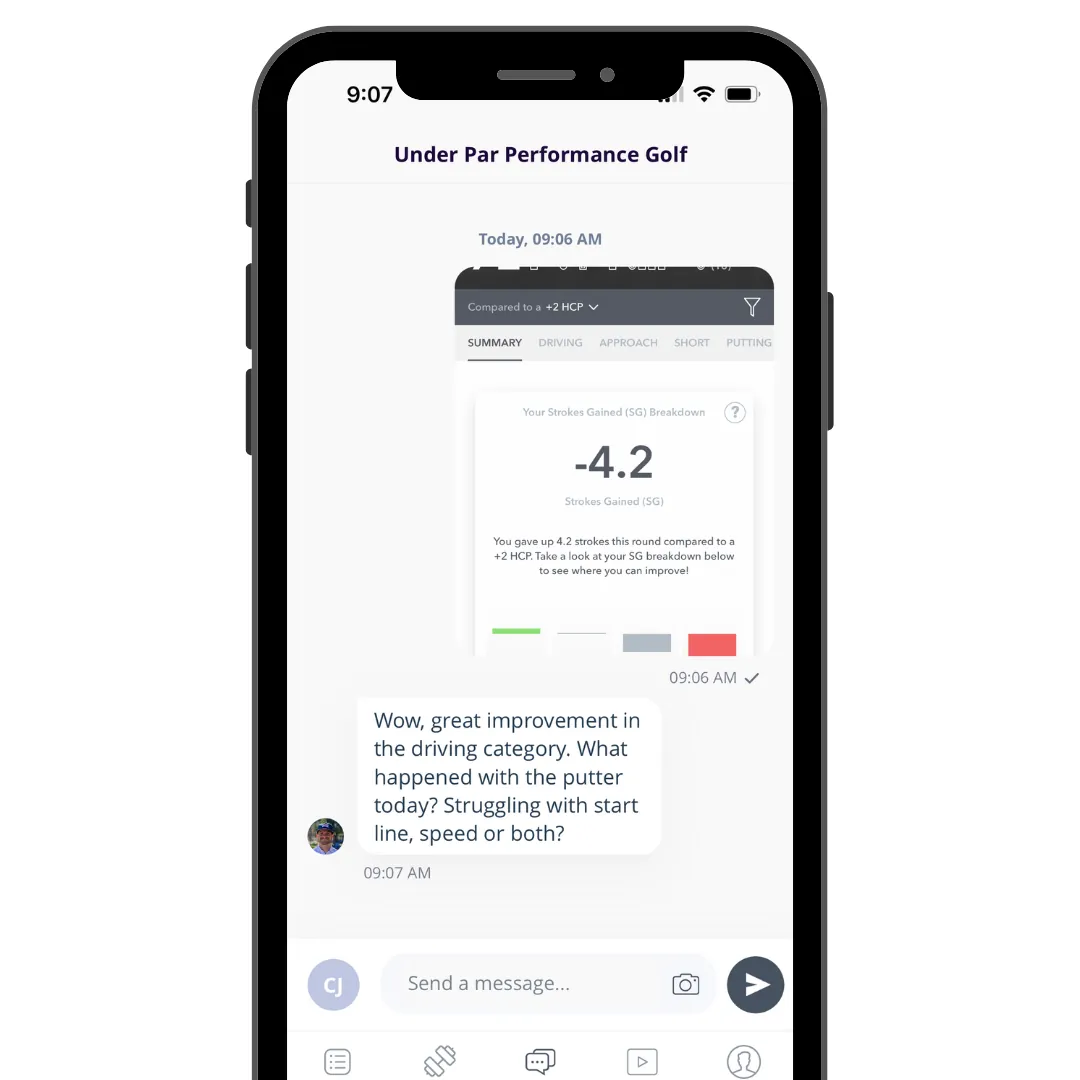 9:07
Under Par Performance Golf
Today, 09:06 AM
Compared to a +2 HCP
SUMMARY DRIVING APPROACH SHORT PUTTING
Your Strokes Gained (SG) Breakdown ?
-4.2
Strokes Gained (SG)
You gave up 4.2 strokes this round compared to a
+2 HCP. Take a look at your SG breakdown below
to see where you can improve!
09:06 AM
Wow, great improvement in
the driving category. What
happened with the putter
today? Struggling with start
line, speed or both?
09:07 AM
CJ Send a message...